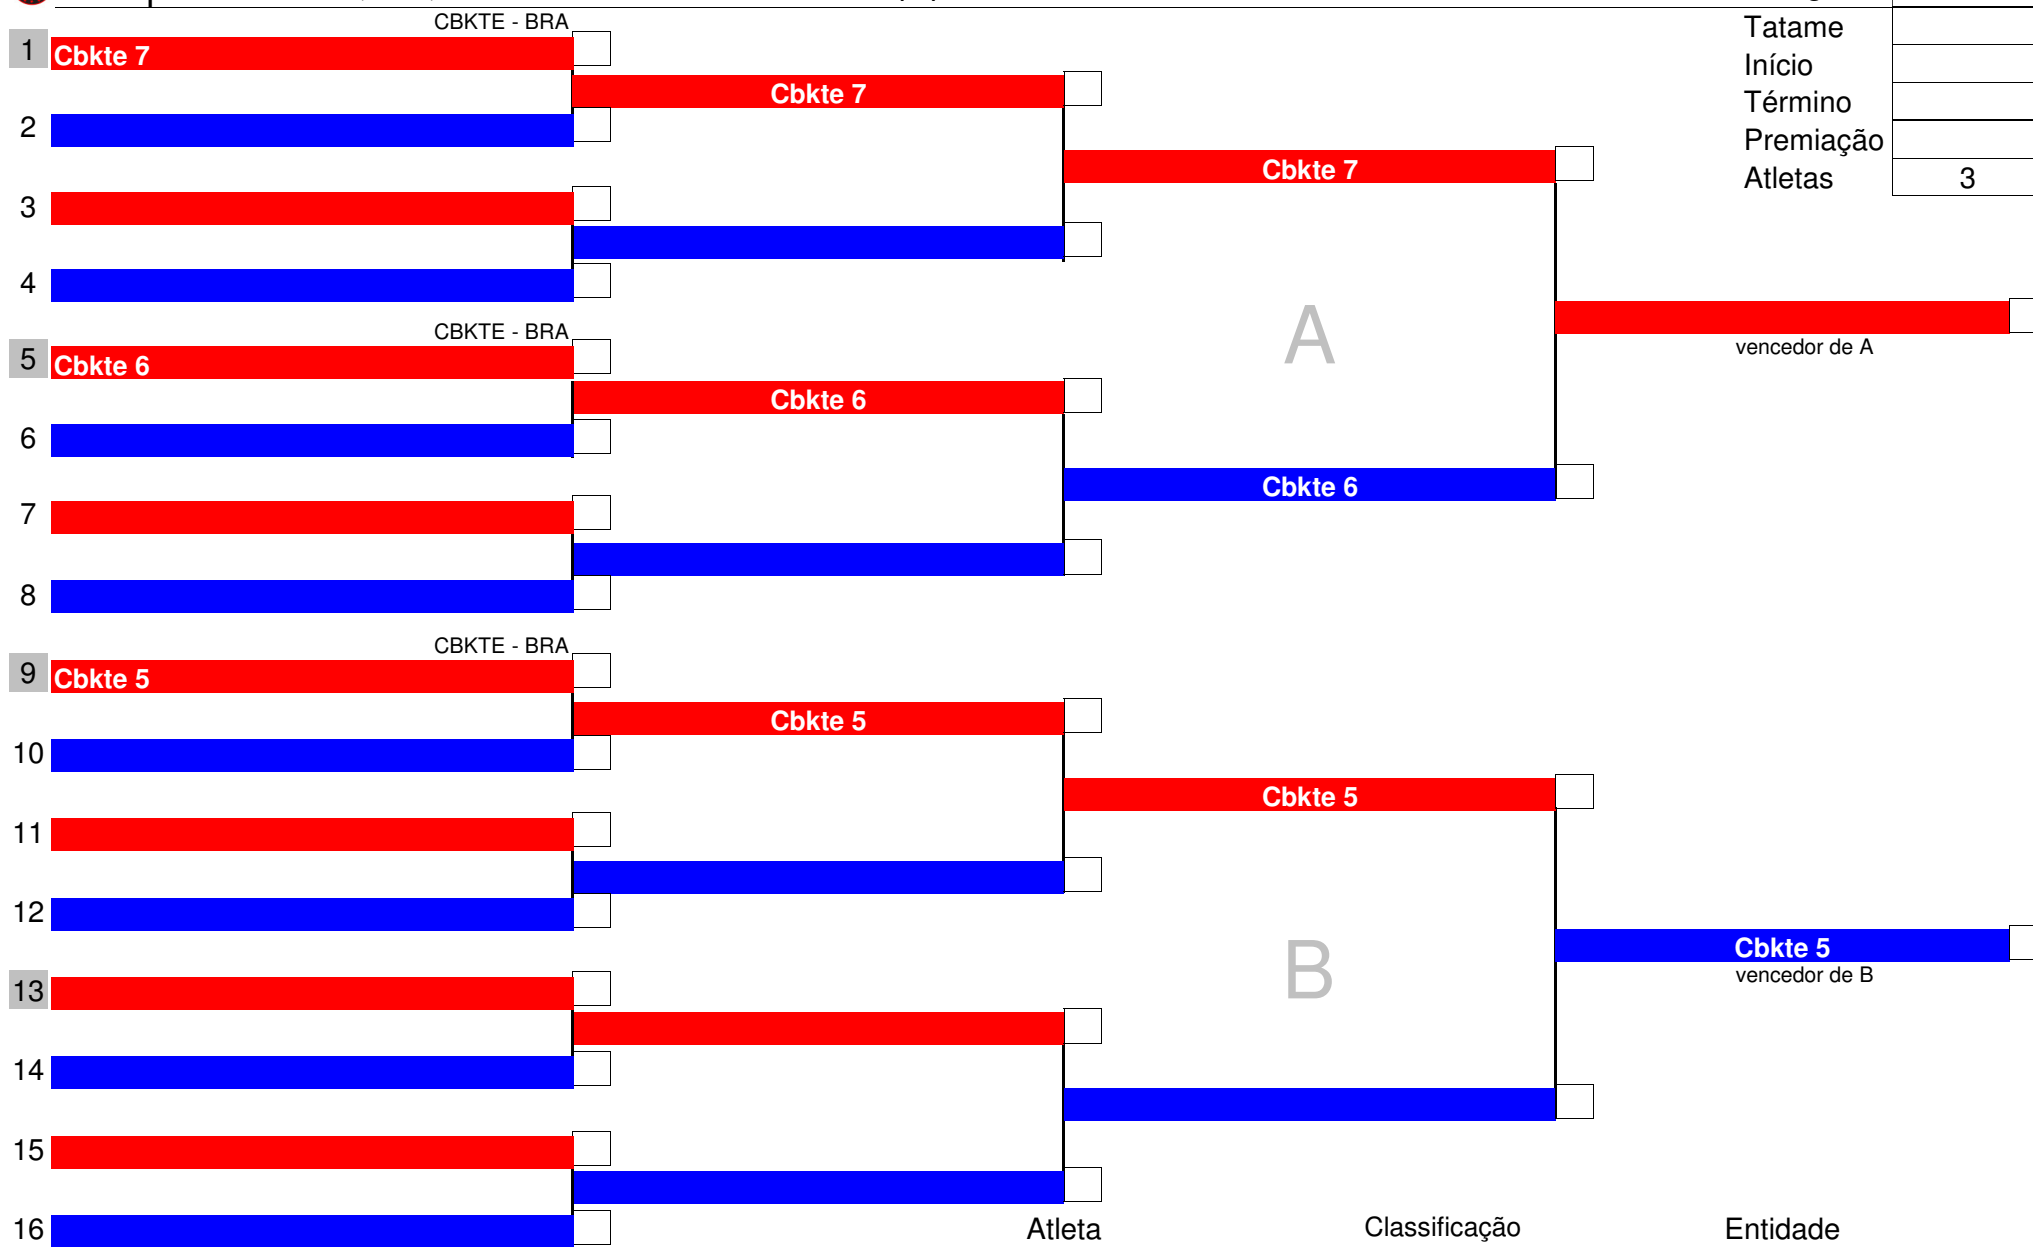 CBKTE - BRA
Tatame
1 Cbkte 7
Início
Cbkte 7
Término
2
Premiação
Cbkte 7
Atletas 3
3
4
A
CBKTE - BRA
vencedor de A
5 Cbkte 6
Cbkte 6
6
Cbkte 6
7
8
CBKTE - BRA
9 Cbkte 5
Cbkte 5
10
Cbkte 5
11
12
Cbkte 5
B
vencedor de B
13
14
15
16
Atleta Classificação Entidade